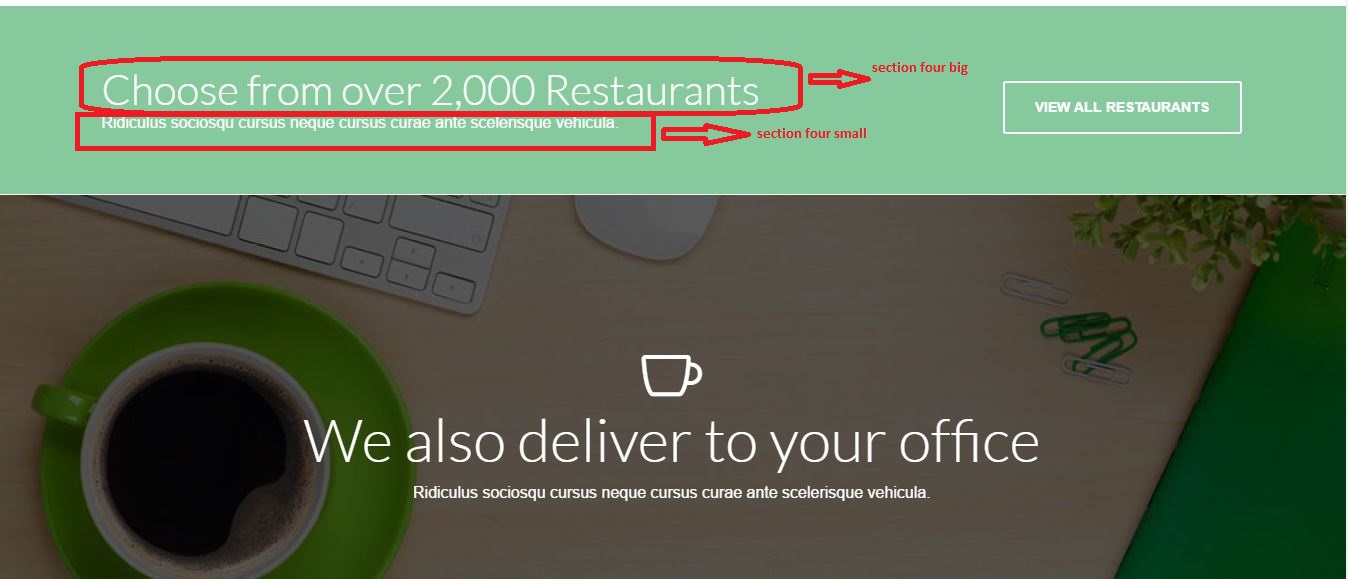 section four big
Choose from over 2,000 Restaurants
VIEW ALL RESTAURANTS
Ridiculus sociosqu cursus neque cursus curae ante scelerisque vehicula.
section four small
We also deliver to your office
Ridiculus sociosqu cursus neque cursus curae ante scelerisque vehicula.